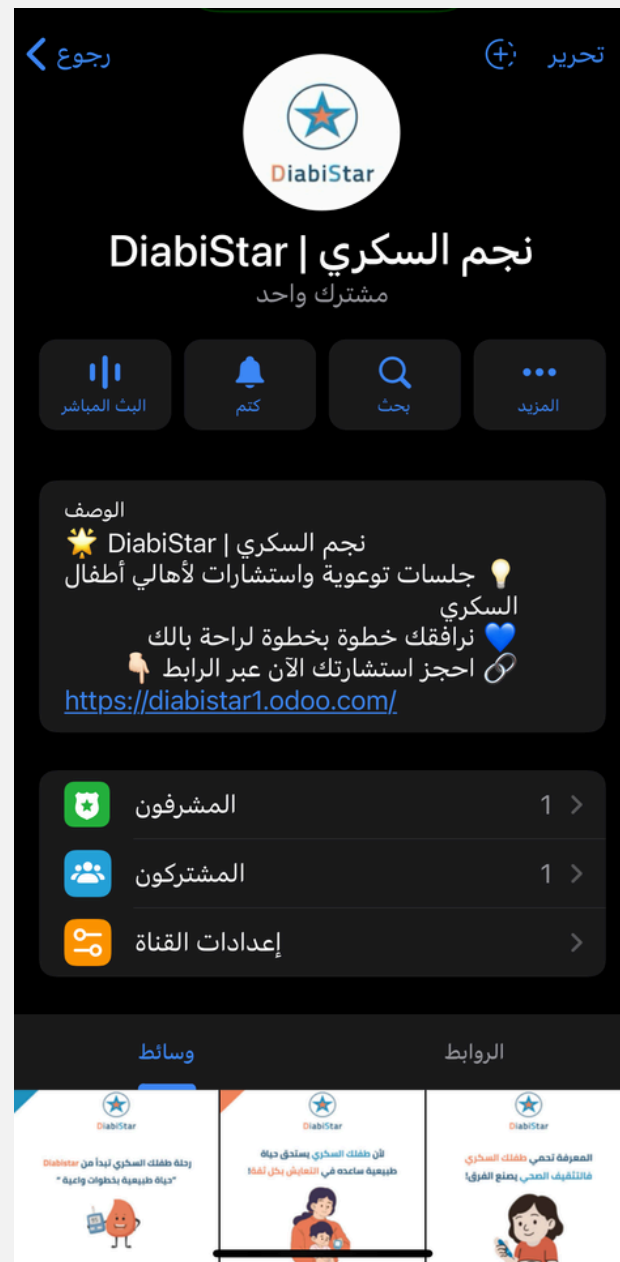 رجوع
تحرير
DiabiStar
نجم السكري | DiabiStar
مشترك واحد
البث المباشر
كتم
بحث
المزيد
الوصف
نجم السكري | DiabiStar 🌟
💡 جلسات توعوية واستشارات لأهالي أطفال
السكري
💙 نرافقك خطوة بخطوة لراحة بالك
🔗 احجز استشارتك الآن عبر الرابط 👇🏻
https://diabistar1.odoo.com/
المشرفون 1
المشتركون 1
إعدادات القناة
وسائط
الروابط
DiabiStar
رحلة طفلك السكري تبدأ من Diabistar
"حياة طبيعية بخطوات واعية "
DiabiStar
لأن طفلك السكري يستحق حياة
طبيعية ساعده في التعايش بكل ثقة!
DiabiStar
المعرفة تحمي طفلك السكري
فالتثقيف الصحي يصنع الفرق!